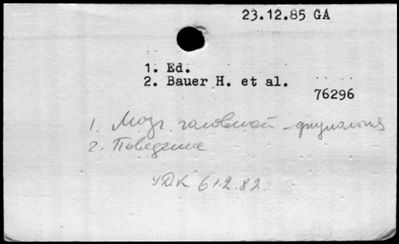 23.12.85 GA
1. Ed.
2. Bauer H. et al.
76296
1. Мозг головной - физиология
2. Поведение
УДК 612.82